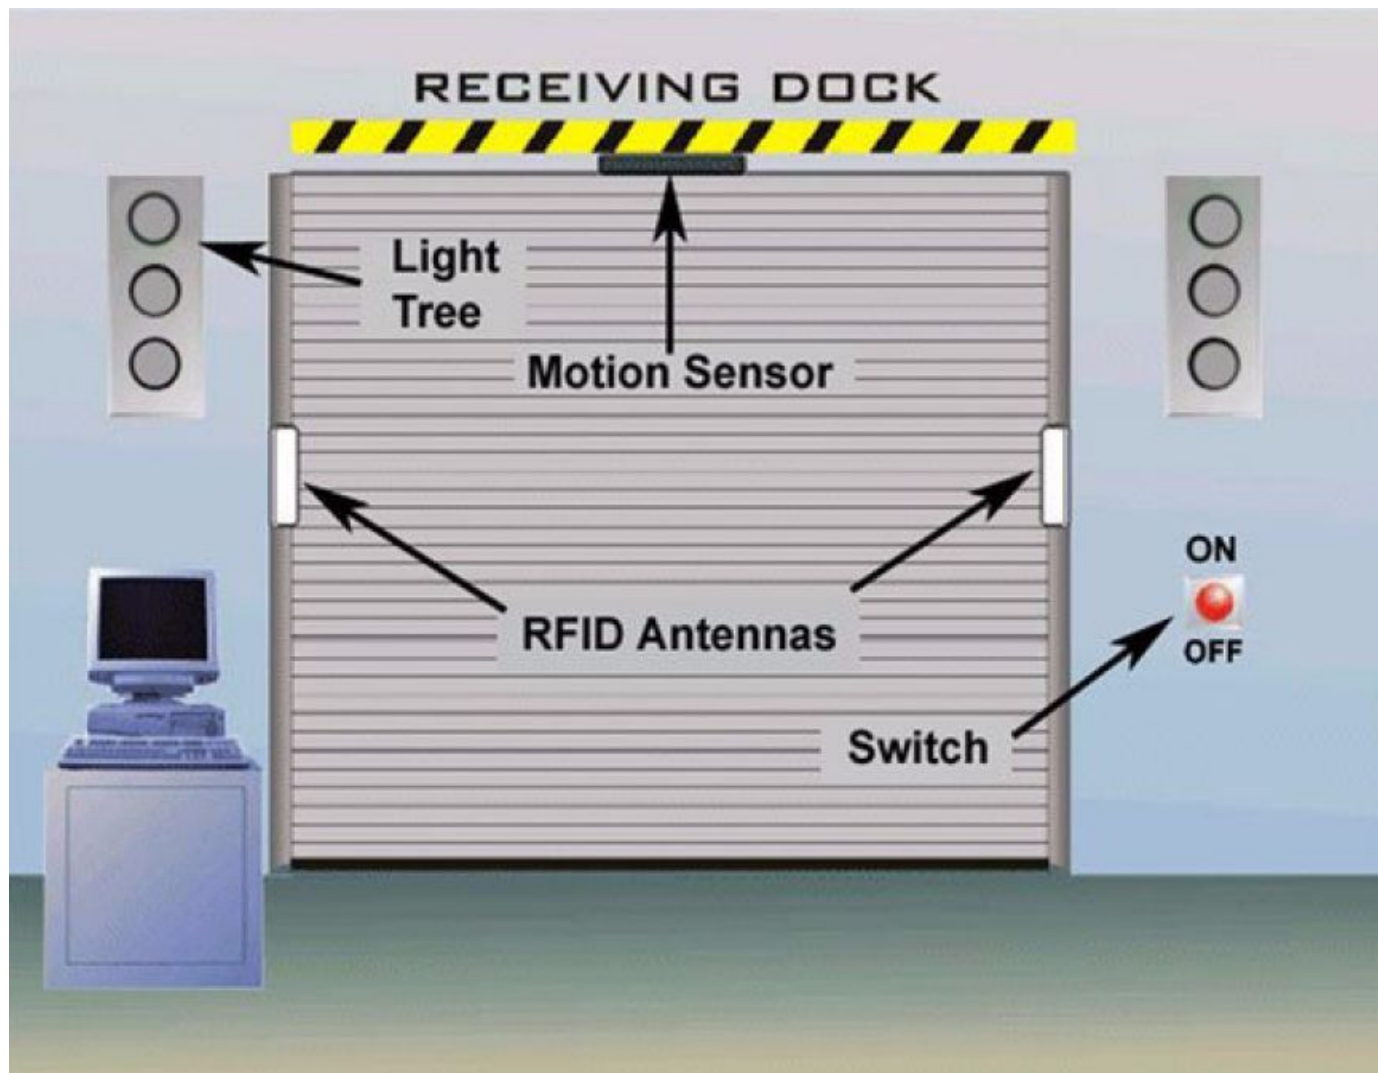 RECEIVING DOCK
Light
Tree
Motion Sensor
RFID Antennas
ON
OFF
Switch